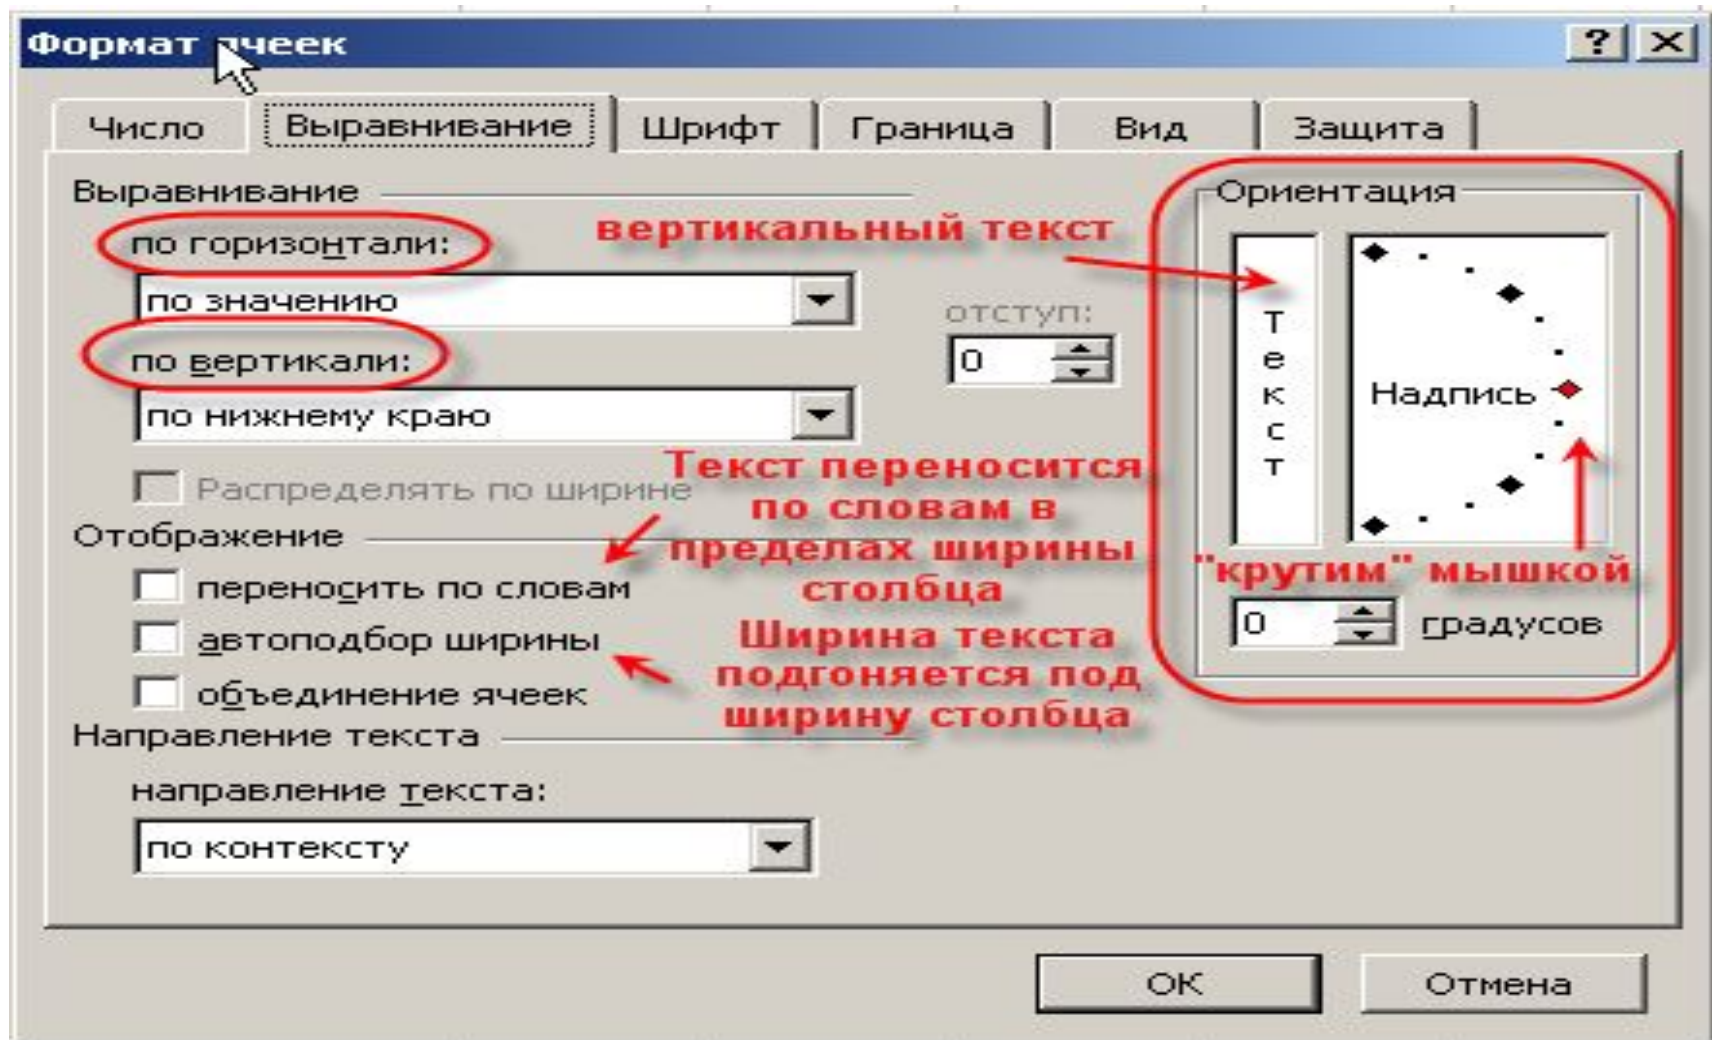 Формат ячеек
? X
Число Выравнивание Шрифт Граница Вид Защита
Выравнивание
по горизонтали:
по значению
отступ:
0
по вертикали:
по нижнему краю
Распределять по ширине
Отображение
переносить по словам
автоподбор ширины
объединение ячеек
Направление текста
направление текста:
по контексту
вертикальный текст
Текст переносится
по словам в
пределах ширины
столбца
Ширина текста
подгоняется под
ширину столбца
Ориентация
Текст
Надпись
"крутим" мышкой
0 градусов
ОК Отмена